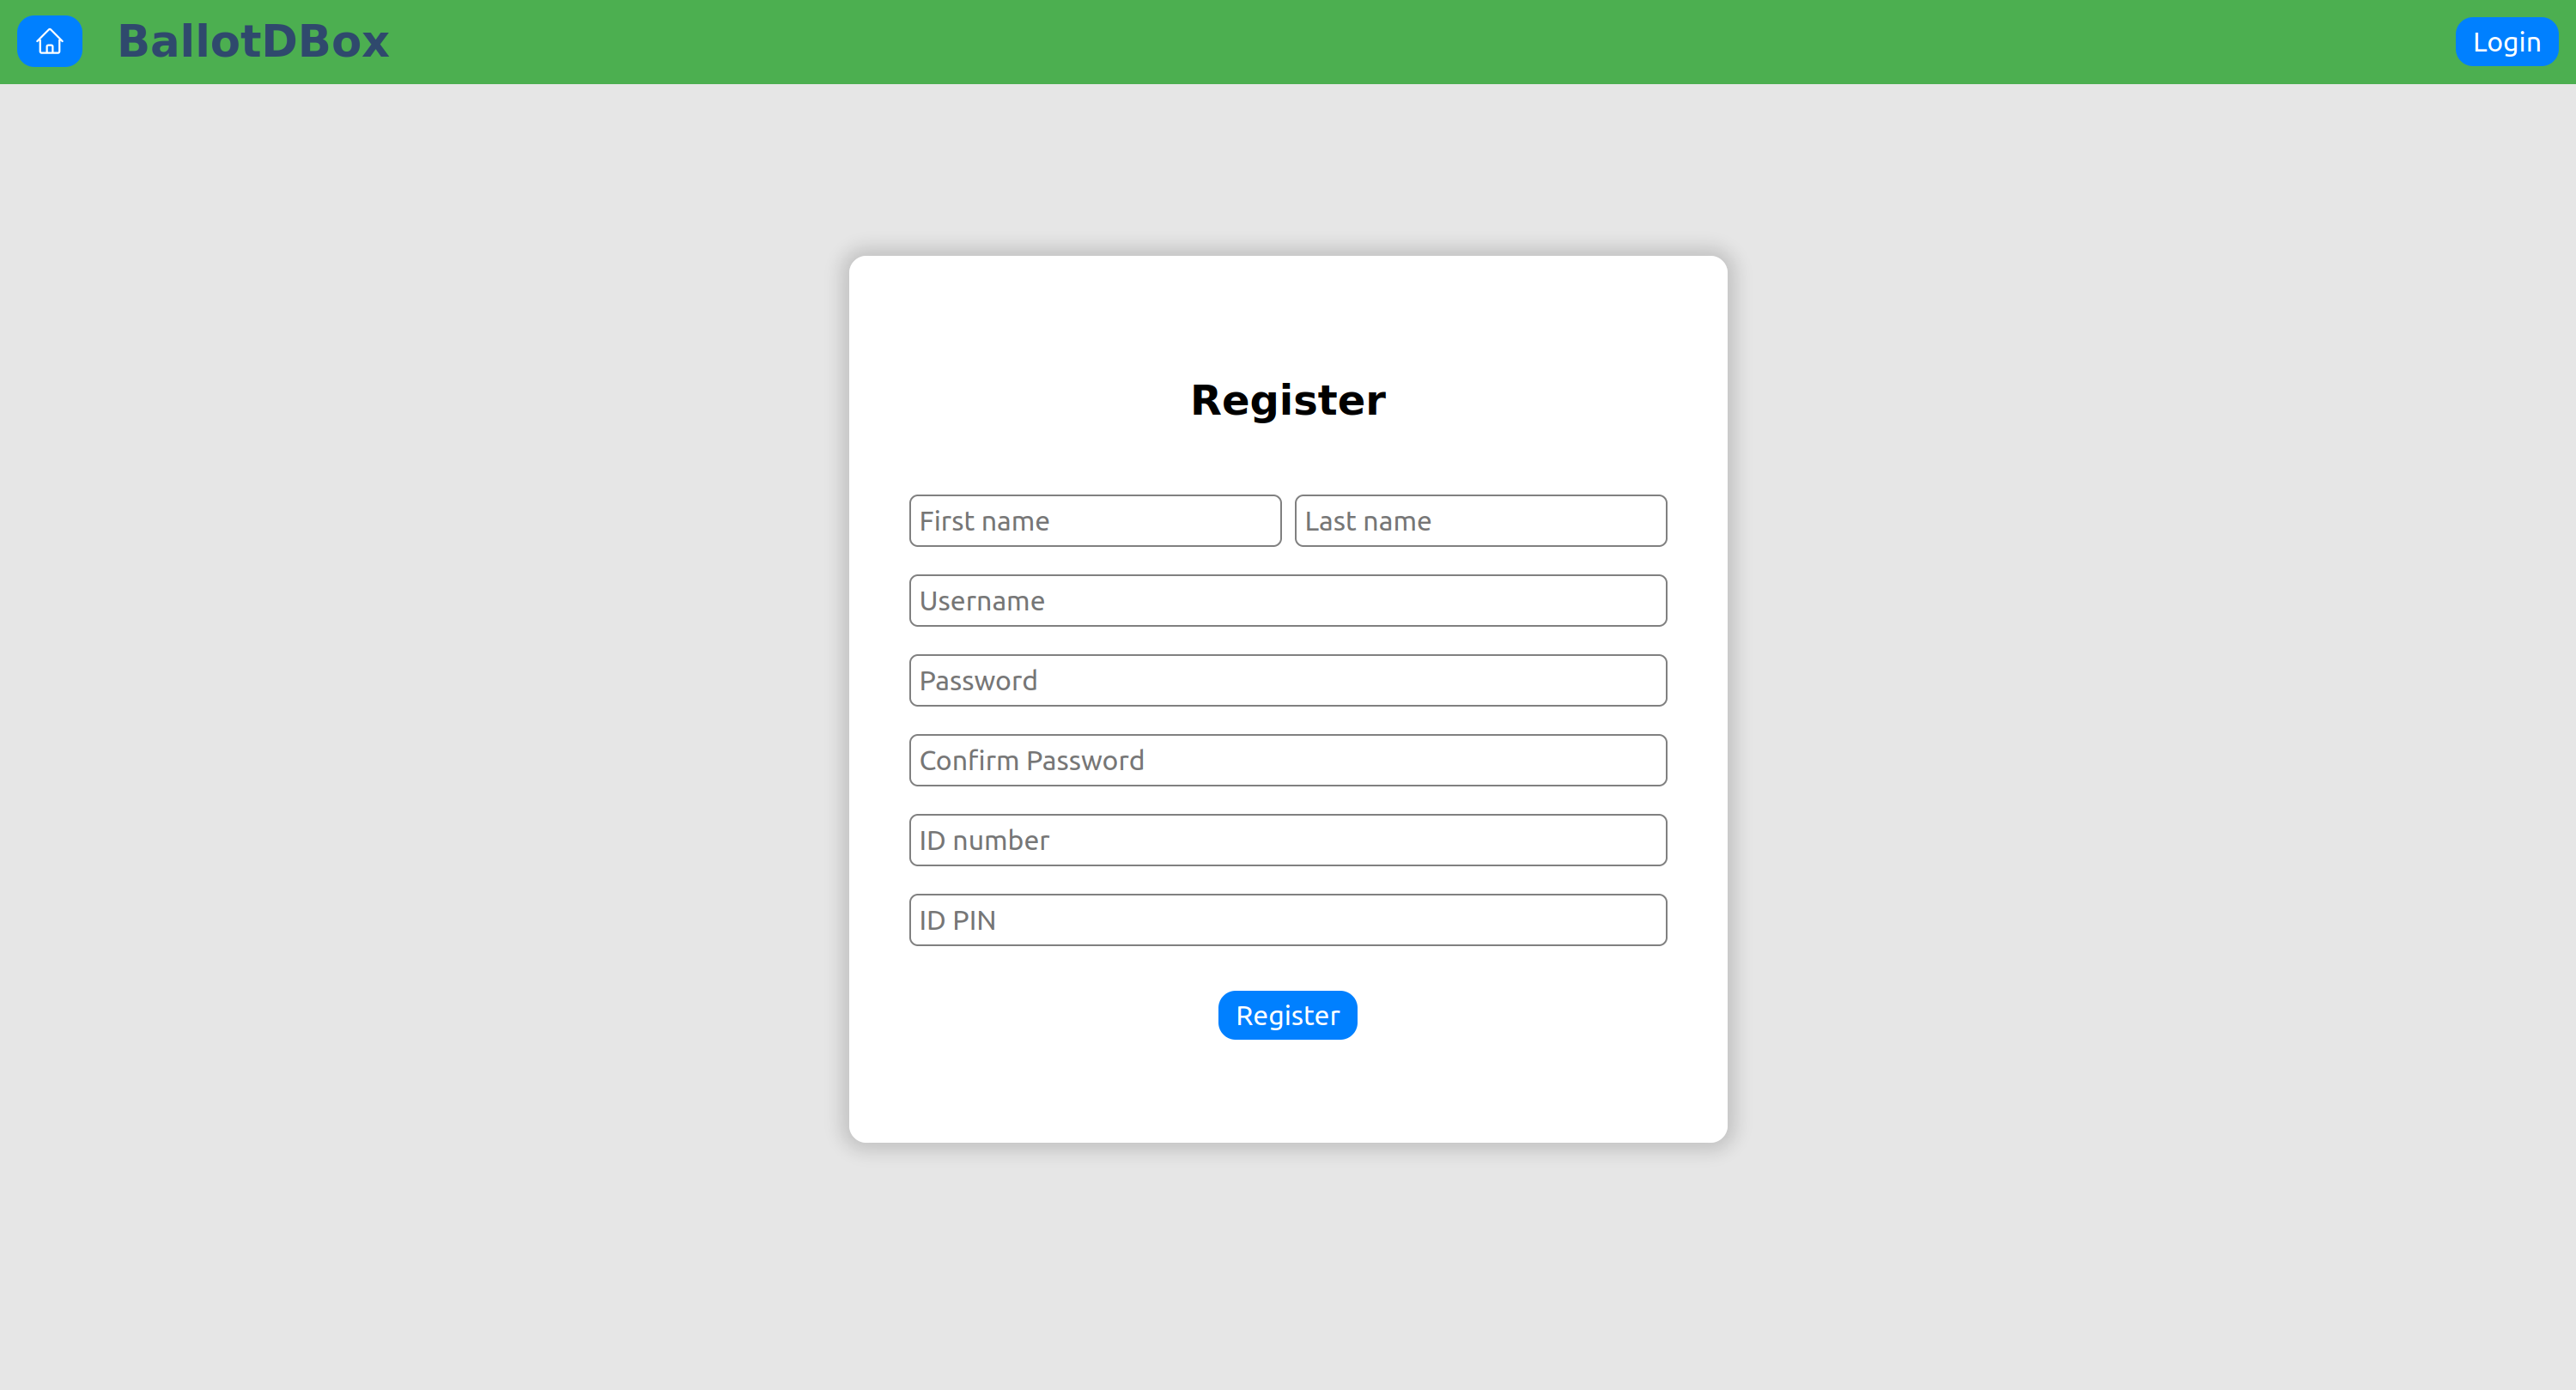 BallotDBox
Login
Register
First name
Last name
Username
Password
Confirm Password
ID number
ID PIN
Register